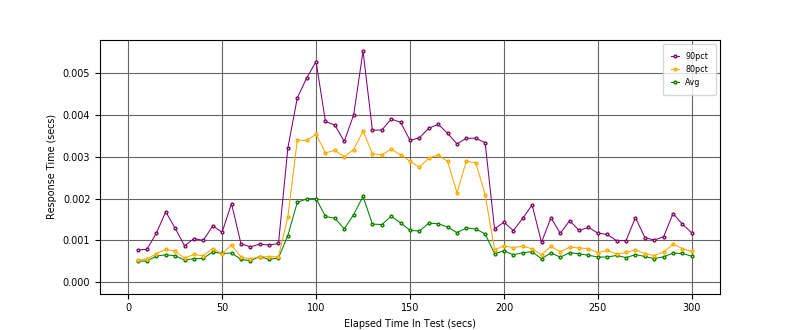 90pct
80pct
Avg
Response Time (secs)
0.005
0.004
0.003
0.002
0.001
0.000
0 50 100 150 200 250 300
Elapsed Time In Test (secs)